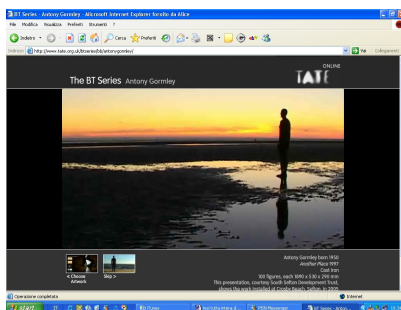 BT Series - Antony Gormley - Microsoft Internet Explorer fornito da Alice
File Modifica Visualizza Preferiti Strumenti ?
Indietro Cerca Preferiti
Indirizzo http://www.tate.org.uk/btseries/bb/antonygormley/ Vai Collegamenti
ONLINE
The BT Series Antony Gormley TATE
< Choose Artwork
Skip >
Antony Gormley born 1950
Another Place 1997
Cast Iron
100 figures, each 1890 x 530 x 290 mm
This presentation, courtesy South Sefton Development Trust,
shows the work installed at Crosby Beach, Sefton, in 2005
Operazione completata Internet
start iTunes MSN Messenger BT Series - Anton...